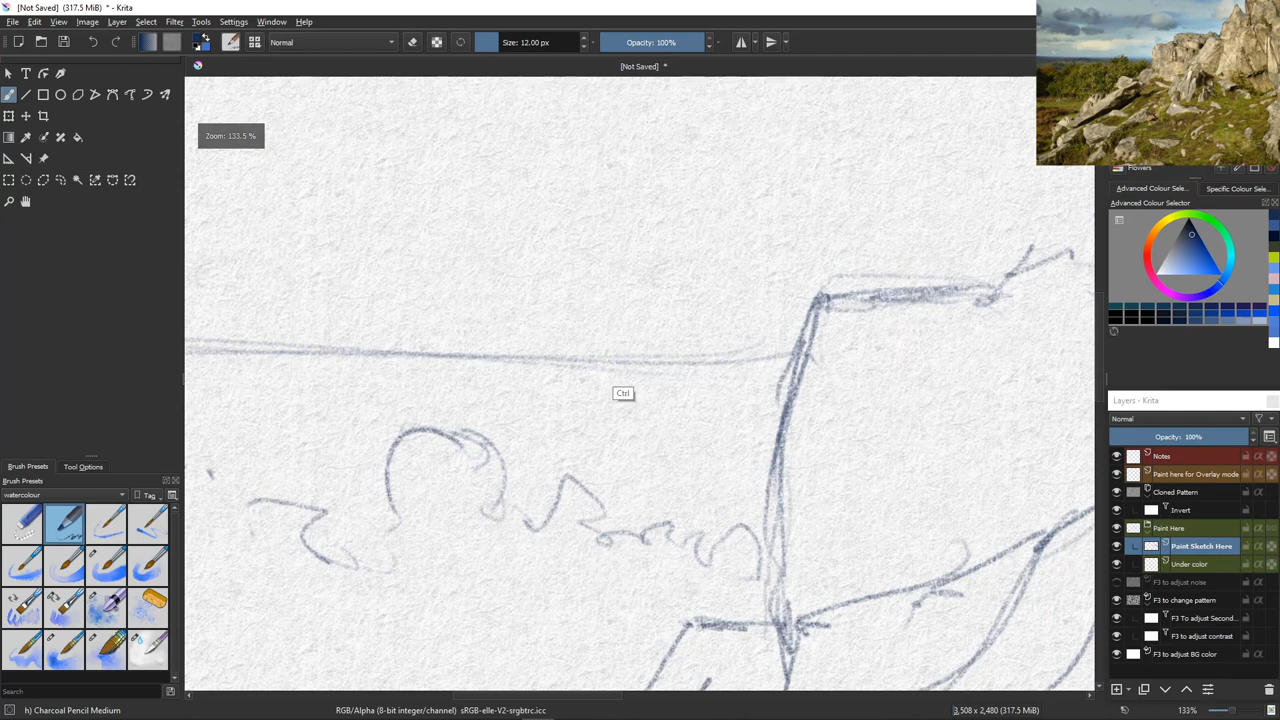 [Not Saved] (317.5 MiB) * - Krita
File Edit View Image Layer Select Filter Tools Settings Window Help
Normal
Size: 12.00 px
Opacity: 100%
[Not Saved] *
Zoom: 133.5 %
Ctrl
Flowers
Advanced Colour Sele...
Specific Colour Sele...
Advanced Colour Selector
Layers - Krita
Normal
Opacity: 100%
Notes
Paint here for Overlay mode
Cloned Pattern
Invert
Paint Here
Paint Sketch Here
Under color
F3 to adjust noise
F3 to change pattern
F3 To adjust Second...
F3 to adjust contrast
F3 to adjust BG color
Brush Presets
Tool Options
Brush Presets
watercolour
Tag
Search
h) Charcoal Pencil Medium
RGB/Alpha (8-bit integer/channel) sRGB-elle-V2-srgbtrc.icc
3,508 x 2,480 (317.5 MiB)
133%